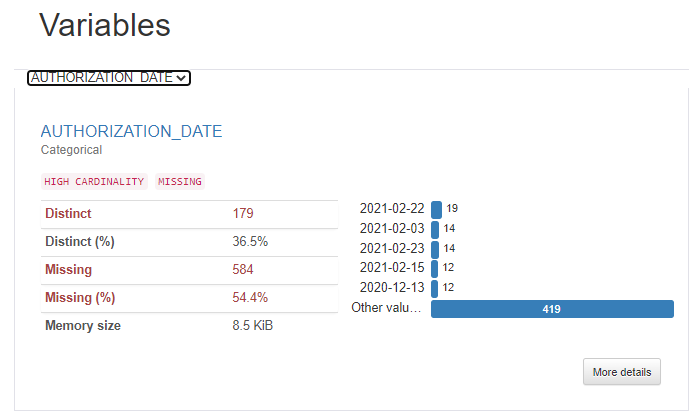 Variables
AUTHORIZATION_DATE
AUTHORIZATION_DATE
Categorical
HIGH CARDINALITY MISSING
Distinct 179
Distinct (%) 36.5%
Missing 584
Missing (%) 54.4%
Memory size 8.5 KiB
2021-02-22 19
2021-02-03 14
2021-02-23 14
2021-02-15 12
2020-12-13 12
Other valu… 419
More details